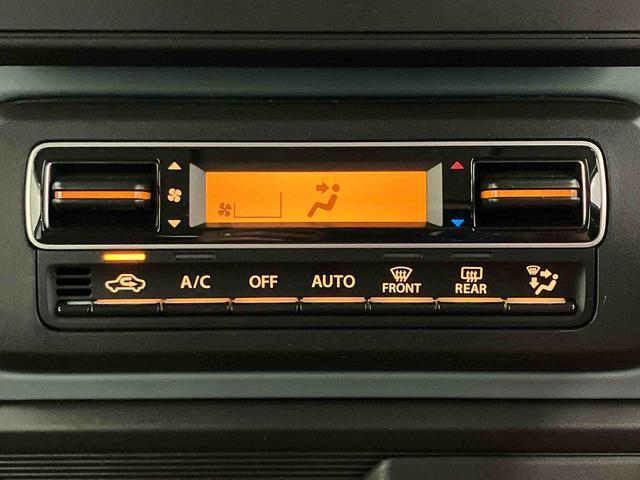 A/C OFF AUTO FRONT REAR